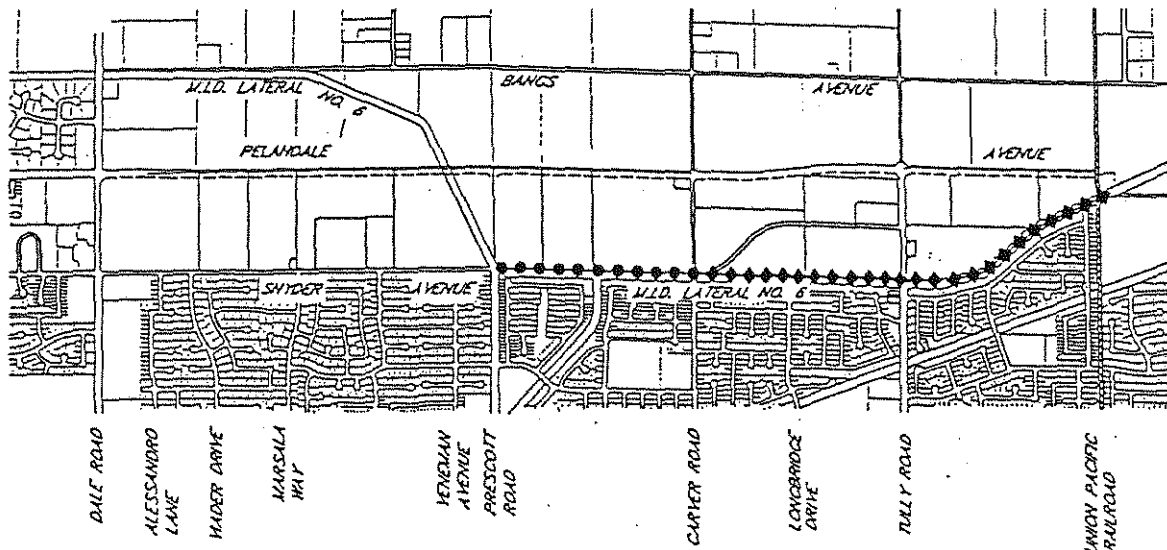 M.I.D. LATERAL
NO. 6
BANGS
AVENUE
PELANDALE
AVENUE
SNYDER
AVENUE
M.I.D. LATERAL NO. 6
DALE ROAD
ALESSANDRO
LANE
VADER DRIVE
MARSALA
WAY
VENEMAN
AVENUE
PRESCOTT
ROAD
CARVER ROAD
LONGBRIDGE
DRIVE
TULLY ROAD
UNION PACIFIC
RAILROAD